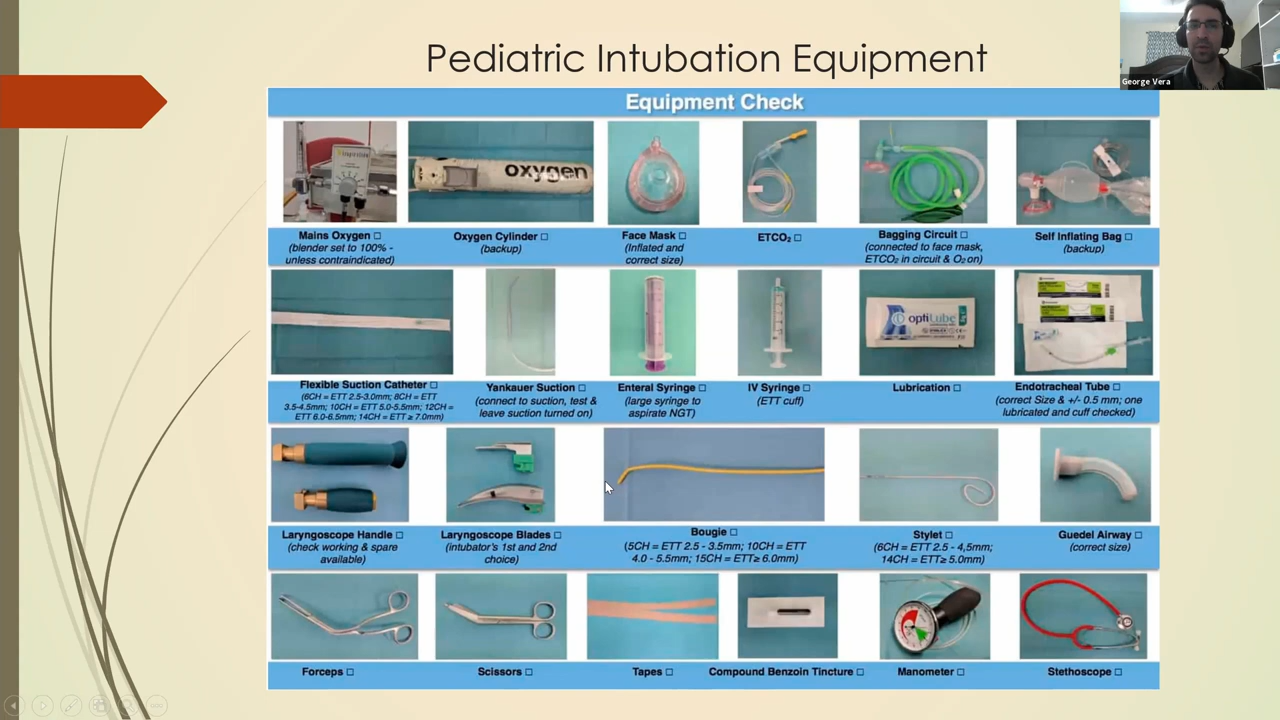 Pediatric Intubation Equipment
George Vera
Equipment Check
oxygen
Mains Oxygen □
(blender set to 100% -
unless contraindicated)
Oxygen Cylinder □
(backup)
Face Mask □
(Inflated and
correct size)
ETCO₂ □
Bagging Circuit □
(connected to face mask,
ETCO₂ in circuit & O₂ on)
Self Inflating Bag □
(backup)
optilube
Flexible Suction Catheter □
(6CH = ETT 2.5-3.0mm; 8CH = ETT
3.5-4.5mm; 10CH = ETT 5.0-5.5mm; 12CH =
ETT 6.0-6.5mm; 14CH = ETT ≥ 7.0mm)
Yankauer Suction □
(connect to suction, test &
leave suction turned on)
Enteral Syringe □
(large syringe to
aspirate NGT)
IV Syringe □
(ETT cuff)
Lubrication □
Endotracheal Tube □
(correct Size & +/- 0.5 mm; one
lubricated and cuff checked)
Laryngoscope Handle □
(check working & spare
available)
Laryngoscope Blades □
(intubator's 1st and 2nd
choice)
Bougie □
(5CH = ETT 2.5 - 3.5mm; 10CH = ETT
4.0 - 5.5mm; 15CH = ETT≥ 6.0mm)
Stylet □
(6CH = ETT 2.5 - 4,5mm;
14CH = ETT≥ 5.0mm)
Guedel Airway □
(correct size)
Forceps □
Scissors □
Tapes □
Compound Benzoin Tincture □
Manometer □
Stethoscope □